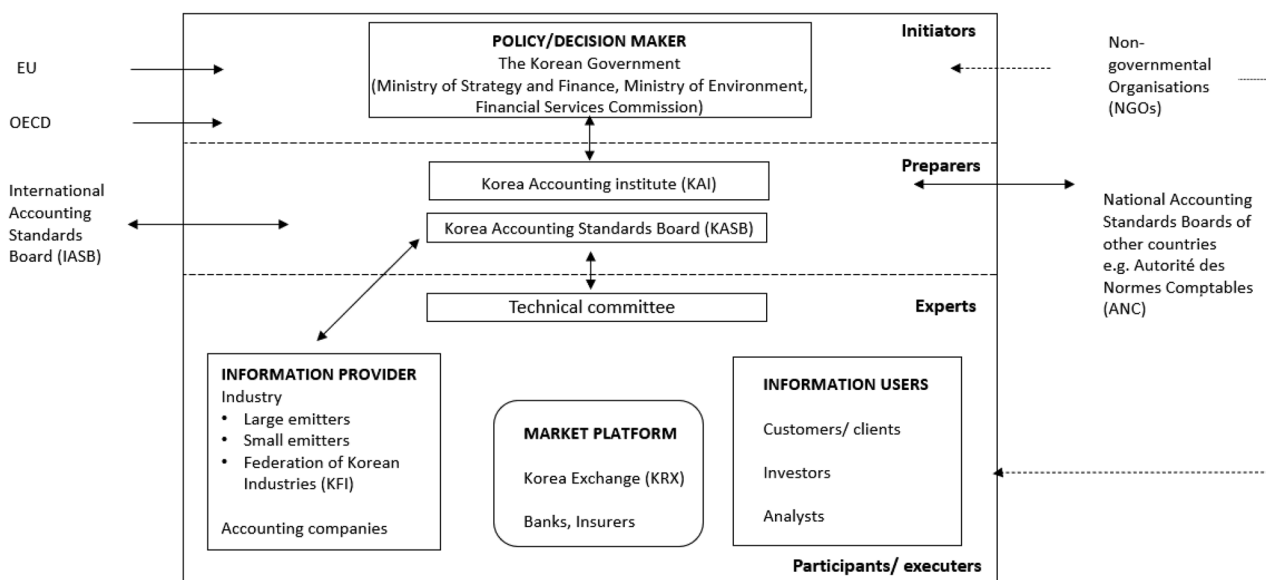 Initiators
POLICY/DECISION MAKER
The Korean Government
(Ministry of Strategy and Finance, Ministry of Environment,
Financial Services Commission)
EU
OECD
Non-
governmental
Organisations
(NGOs)
Preparers
Korea Accounting institute (KAI)
Korea Accounting Standards Board (KASB)
International
Accounting
Standards
Board (IASB)
National Accounting
Standards Boards of
other countries
e.g. Autorité des
Normes Comptables
(ANC)
Technical committee
Experts
INFORMATION PROVIDER
Industry
• Large emitters
• Small emitters
• Federation of Korean
Industries (KFI)
Accounting companies
MARKET PLATFORM
Korea Exchange (KRX)
Banks, Insurers
INFORMATION USERS
Customers/ clients
Investors
Analysts
Participants/ executers